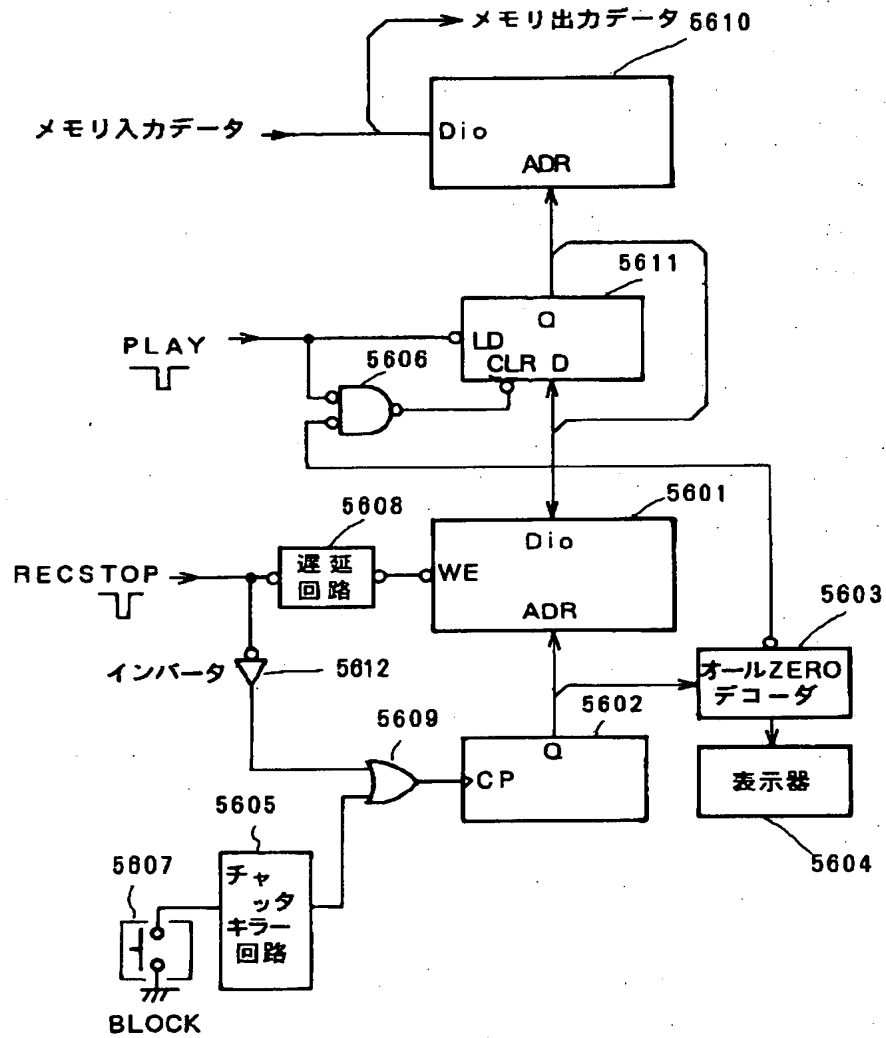 メモリ出力データ
5610
メモリ入力データ
Dio
ADR
5611
Q
PLAY
LD
CLR D
5606
5601
5608
Dio
RECSTOP
遅延
回路
WE
ADR
5603
インバータ
5612
オールZERO
デコーダ
5602
5609
Q
CP
表示器
5605
5604
5607
チャ
ッタ
キラー
回路
BLOCK